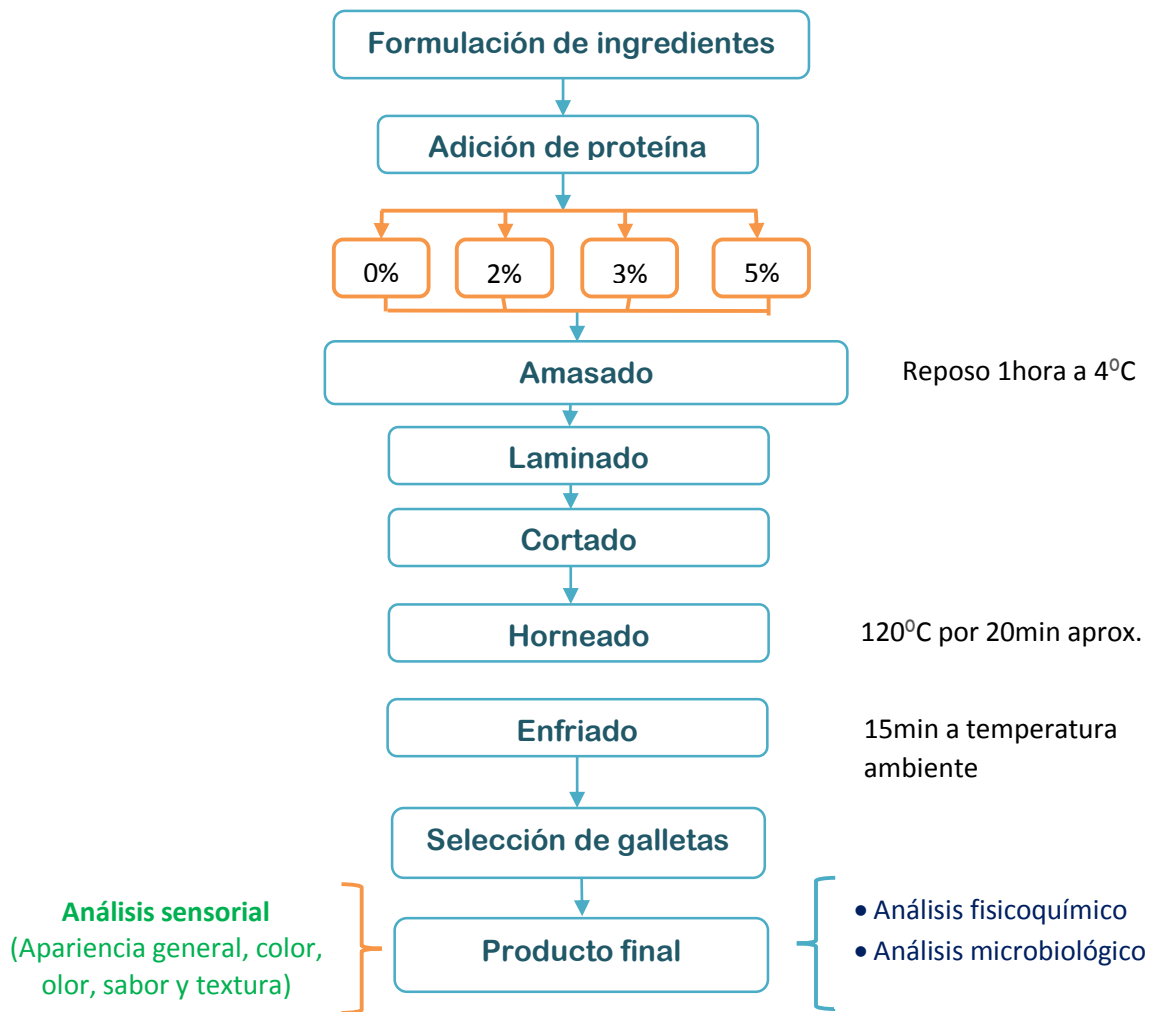 Formulación de ingredientes
Adición de proteína
0%
2%
3%
5%
Amasado
Reposo 1hora a 4⁰C
Laminado
Cortado
Horneado
120⁰C por 20min aprox.
Enfriado
15min a temperatura
ambiente
Selección de galletas
Análisis sensorial
(Apariencia general, color,
olor, sabor y textura)
Producto final
• Análisis fisicoquímico
• Análisis microbiológico